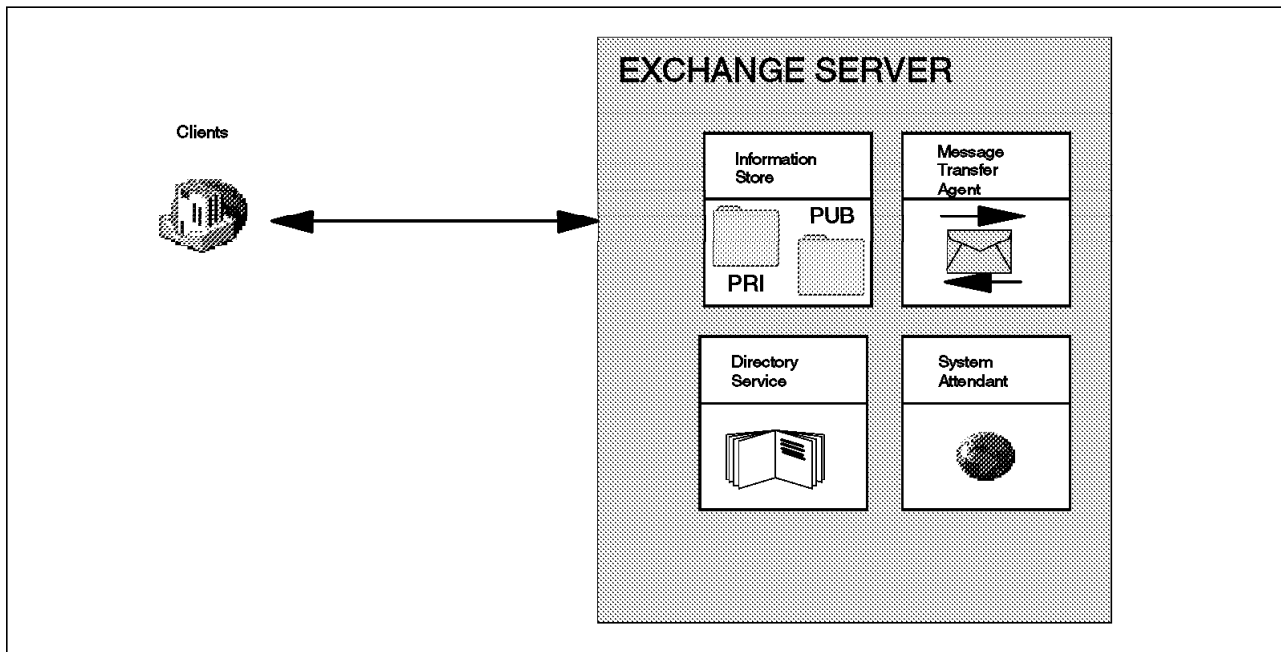 EXCHANGE SERVER
Clients
Information
Store
PUB
PRI
Message
Transfer
Agent
Directory
Service
System
Attendant